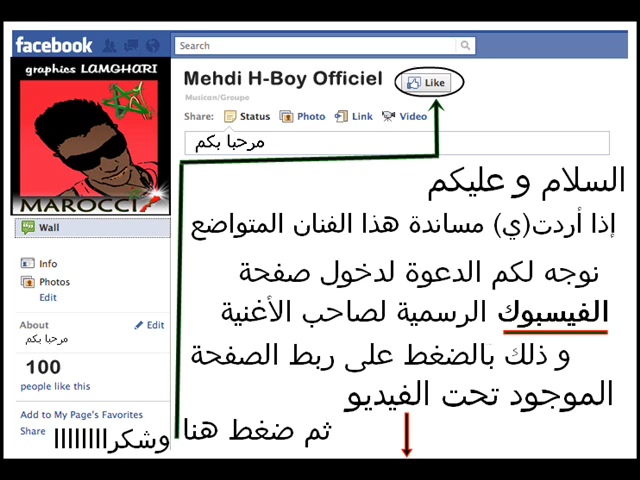 facebook
Search
graphics LAMGHARI
MAROCCI
Mehdi H-Boy Officiel
Like
Musican/Groupe
Share: Status Photo Link Video
مرحبا بكم
السلام و عليكم
إذا أردت(ي) مساندة هذا الفنان المتواضع
نوجه لكم الدعوة لدخول صفحة
الفيسبوك الرسمية لصاحب الأغنية
و ذلك بالضغط على ربط الصفحة
الموجود تحت الفيديو
ثم ضغط هنا وشكراااااااا
Wall
Info
Photos
Edit
About
Edit
مرحبا بكم
100
people like this
Add to My Page's Favorites
Share